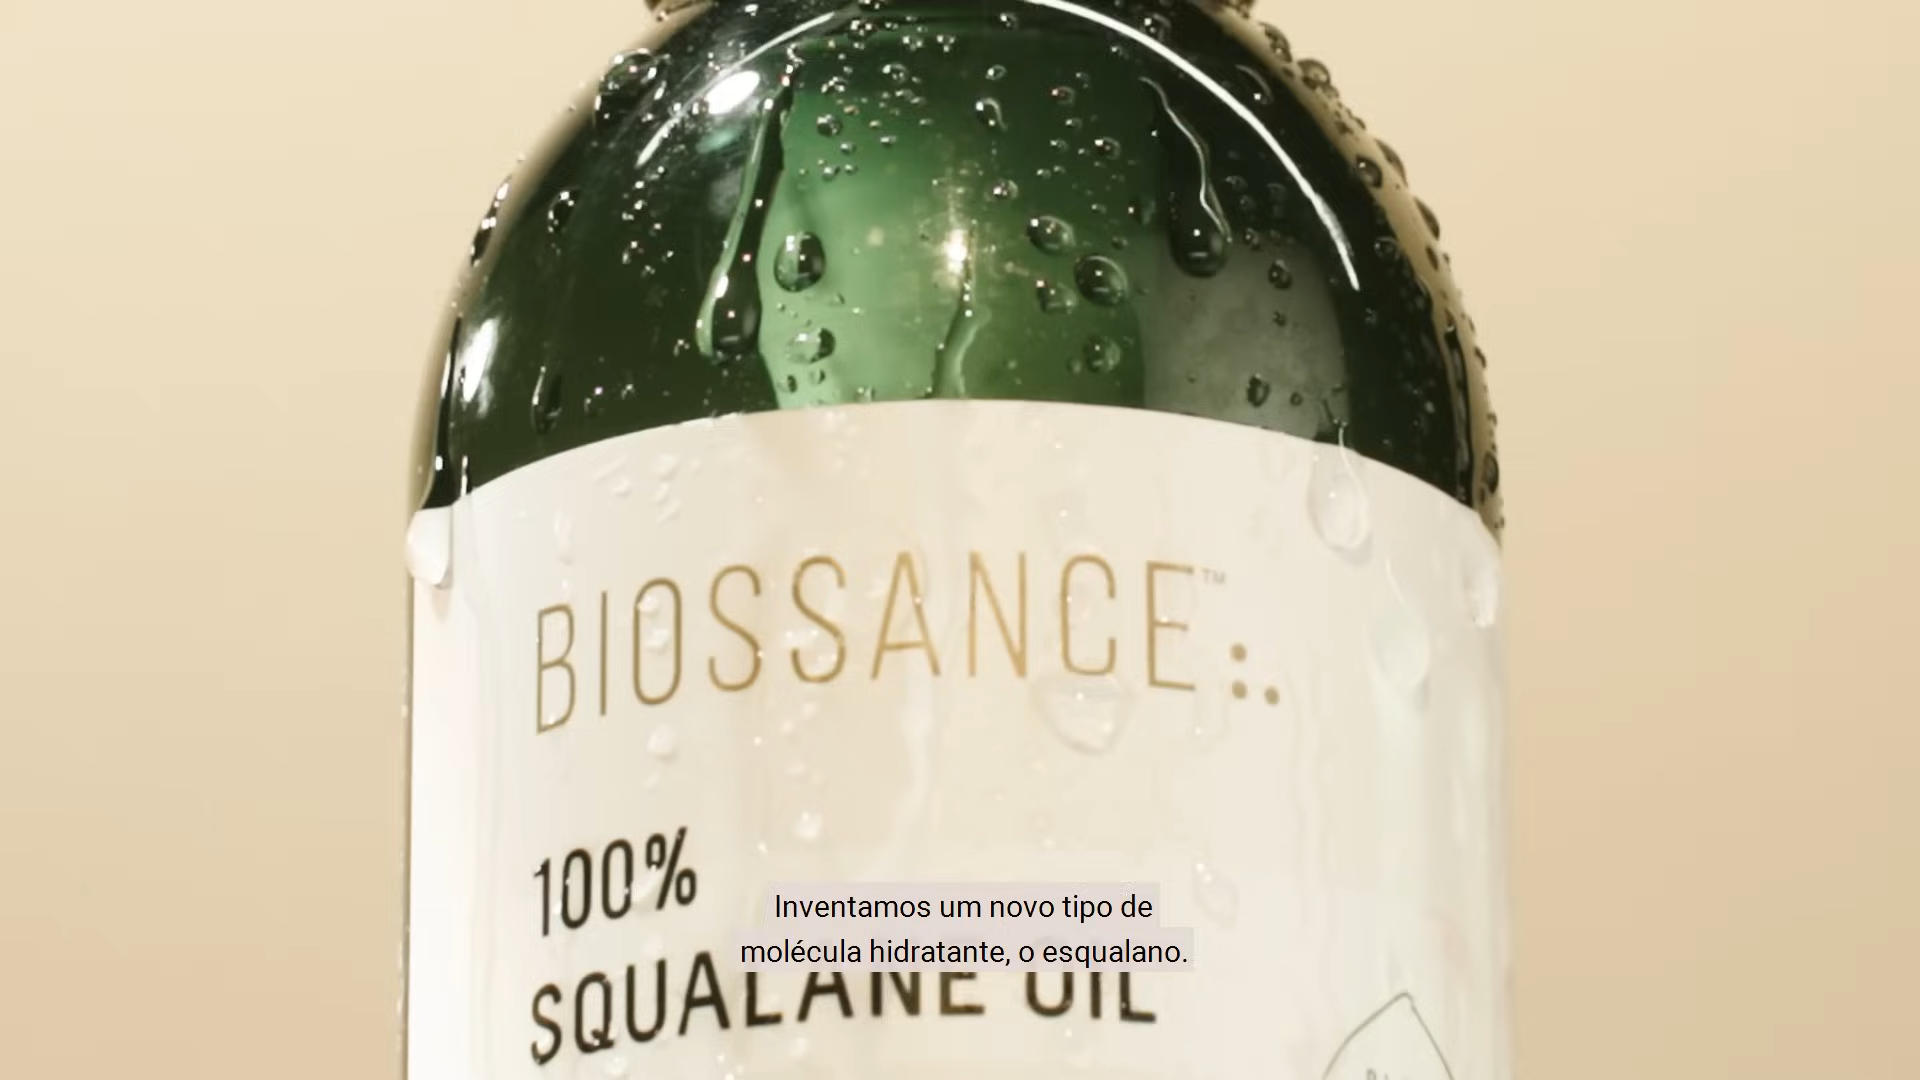 BIOSSANCE™
100%
SQUALANE OIL
Inventamos um novo tipo de
molécula hidratante, o esqualano.